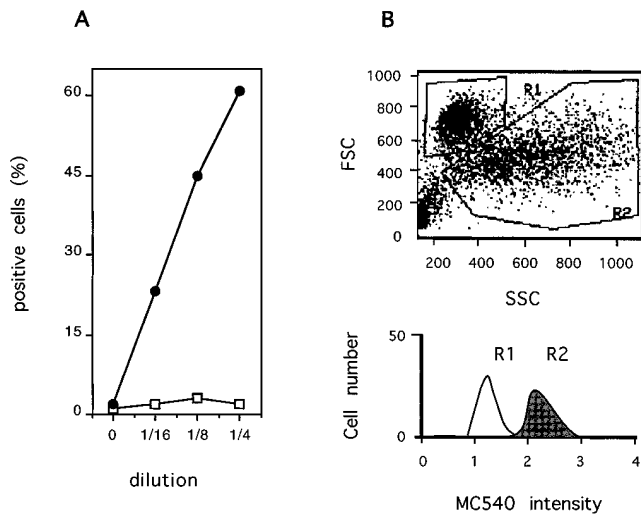 A
positive cells (%)
60
45
30
15
0
0 1/16 1/8 1/4
dilution
B
FSC
1000
800
600
400
200
0
R1
R2
200 400 600 800 1000
SSC
Cell number
50
0
R1 R2
0 1 2 3 4
MC540 intensity